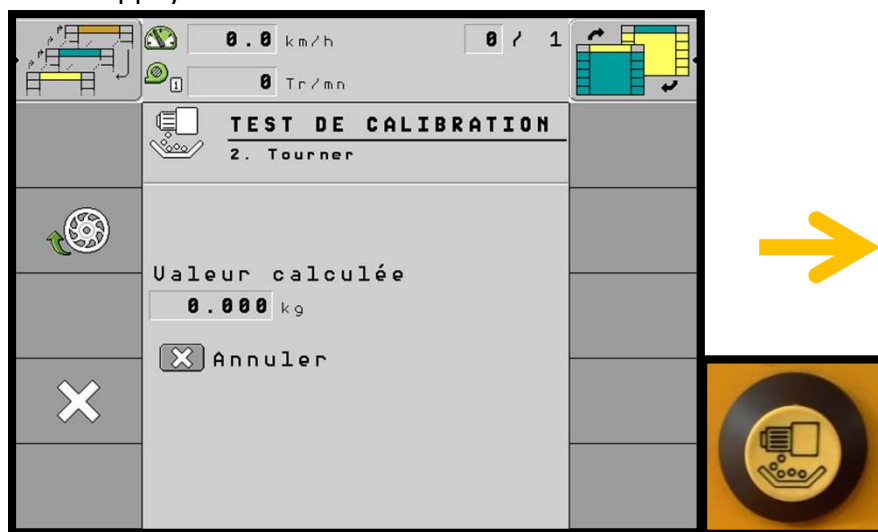 0.0 km/h
0 / 1
1
0 Tr/mn
TEST DE CALIBRATION
2. Tourner
Valeur calculée
0.000 kg
Annuler